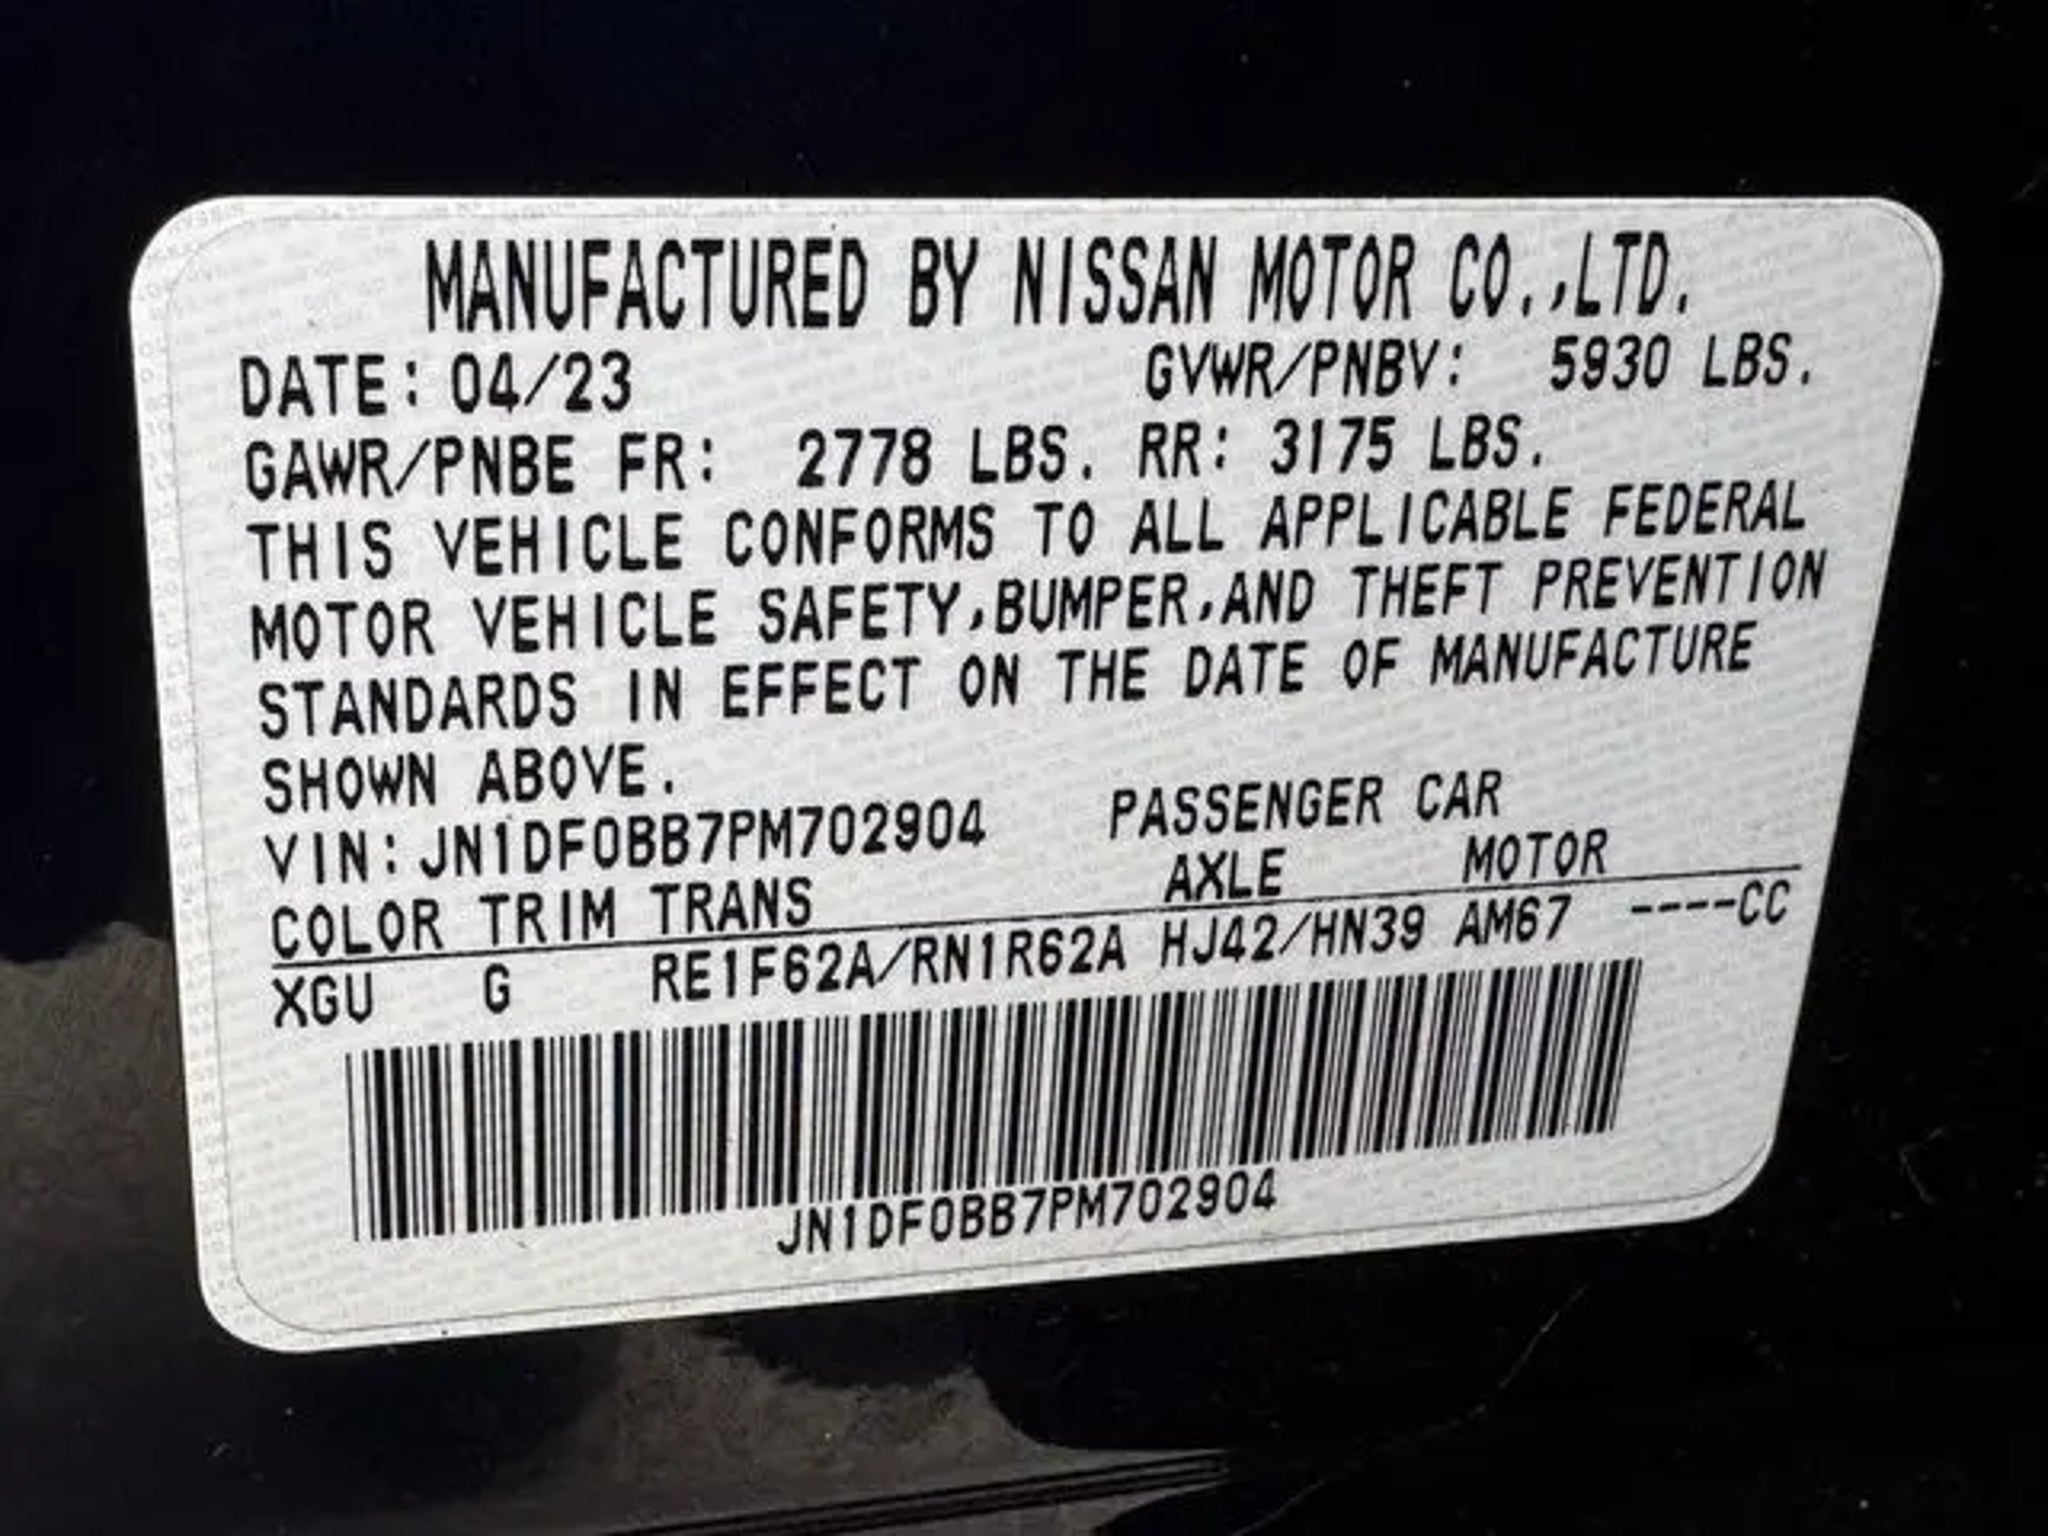 MANUFACTURED BY NISSAN MOTOR CO.,LTD.
DATE: 04/23 GVWR/PNBV: 5930 LBS.
GAWR/PNBE FR: 2778 LBS. RR: 3175 LBS.
THIS VEHICLE CONFORMS TO ALL APPLICABLE FEDERAL
MOTOR VEHICLE SAFETY,BUMPER,AND THEFT PREVENTION
STANDARDS IN EFFECT ON THE DATE OF MANUFACTURE
SHOWN ABOVE.
VIN:JN1DF0BB7PM702904 PASSENGER CAR
COLOR TRIM TRANS AXLE MOTOR
XGU G RE1F62A/RN1R62A HJ42/HN39 AM67 ----CC
JN1DF0BB7PM702904